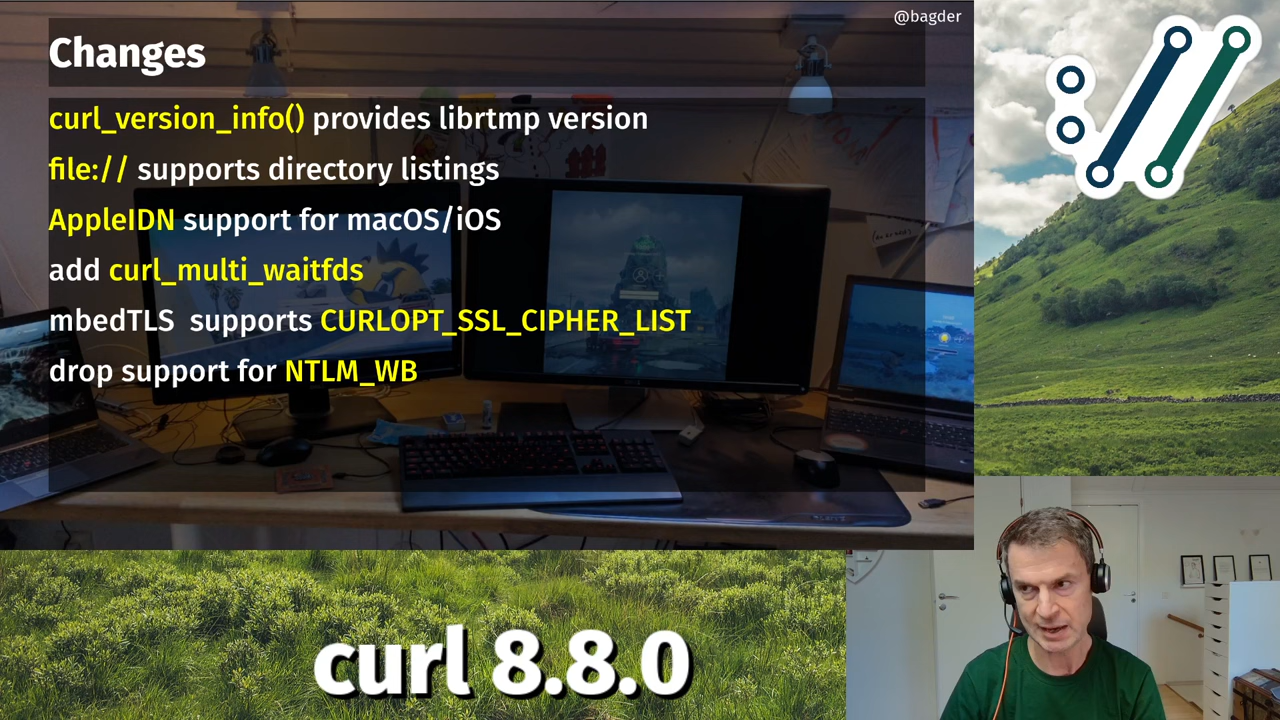 @bagder
Changes
curl_version_info() provides librtmp version
file:// supports directory listings
AppleIDN support for macOS/iOS
add curl_multi_waitfds
mbedTLS  supports CURLOPT_SSL_CIPHER_LIST
drop support for NTLM_WB
curl 8.8.0